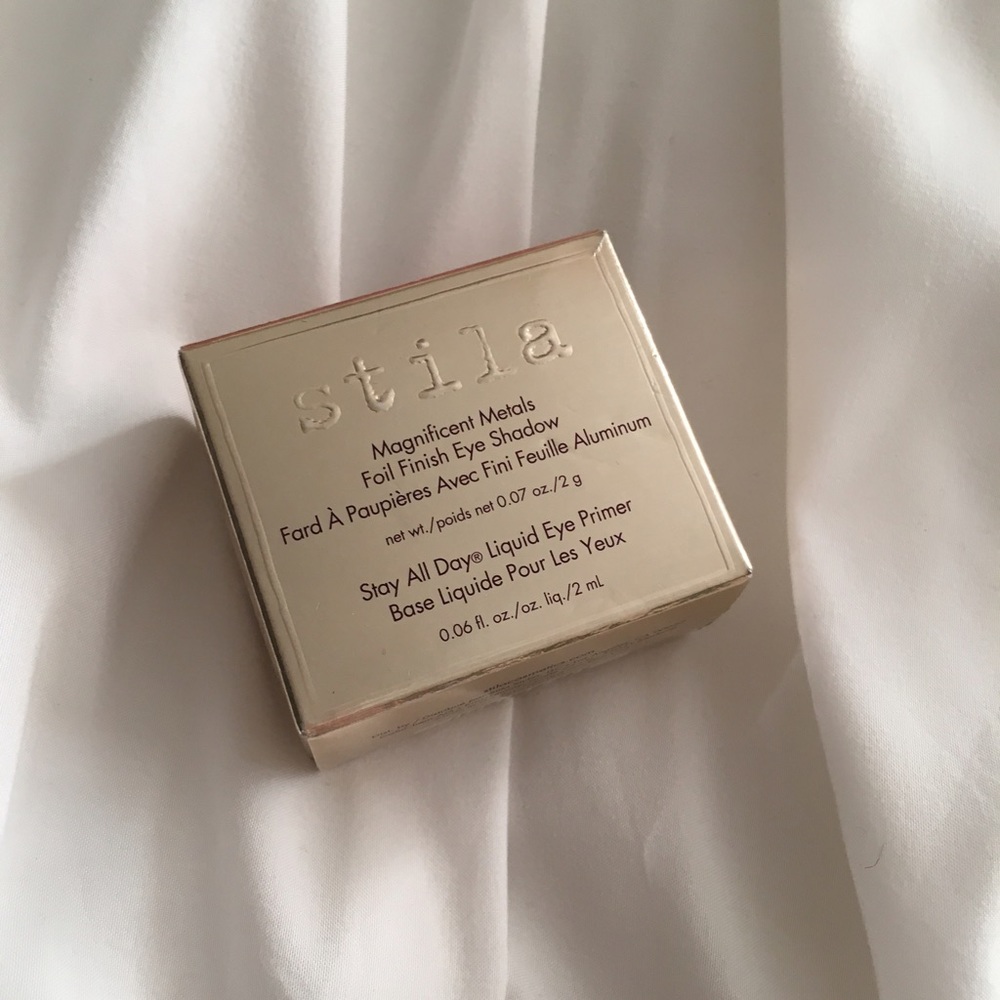 stila
Magnificent Metals
Foil Finish Eye Shadow
Fard À Paupières Avec Fini Feuille Aluminum
net wt./poids net 0.07 oz./2 g
Stay All Day® Liquid Eye Primer
Base Liquide Pour Les Yeux
0.06 fl. oz./oz. liq./2 mL